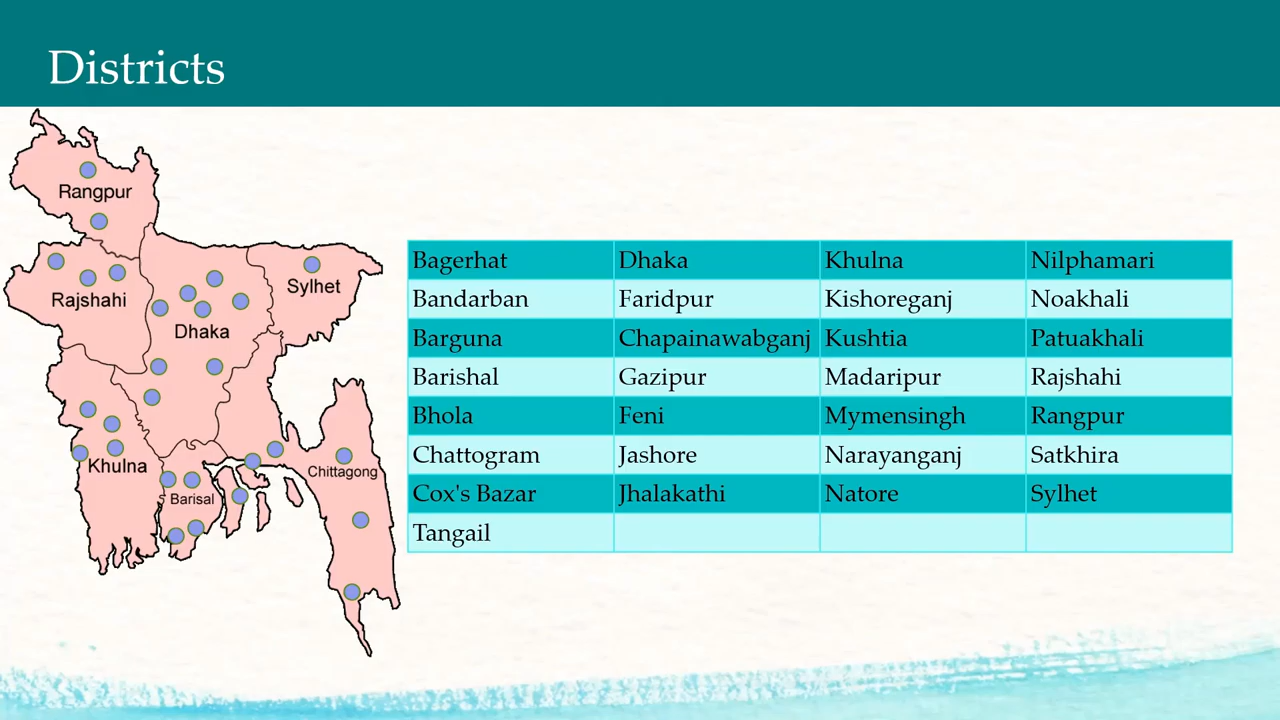 Districts
Rangpur
Rajshahi
Sylhet
Dhaka
Khulna
Barisal
Chittagong
Bagerhat Dhaka Khulna Nilphamari
Bandarban Faridpur Kishoreganj Noakhali
Barguna Chapainawabganj Kushtia Patuakhali
Barishal Gazipur Madaripur Rajshahi
Bhola Feni Mymensingh Rangpur
Chattogram Jashore Narayanganj Satkhira
Cox's Bazar Jhalakathi Natore Sylhet
Tangail